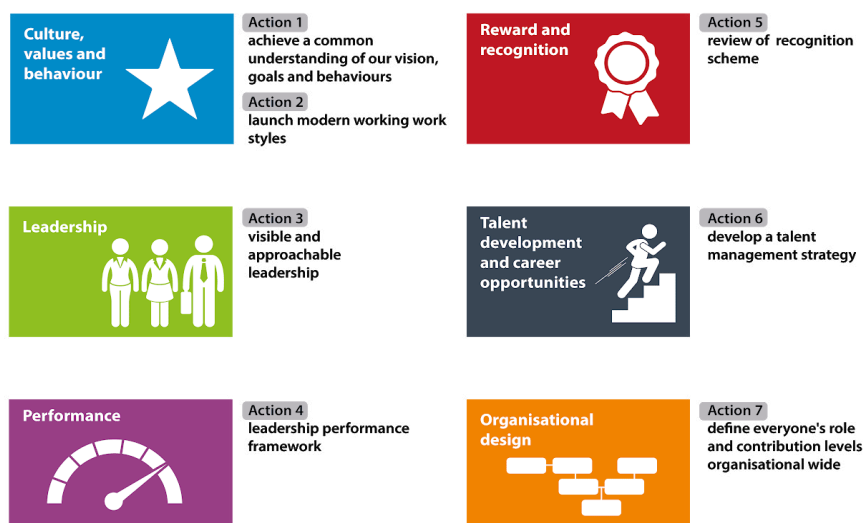 Culture,
values and
behaviour
Action 1
achieve a common
understanding of our vision,
goals and behaviours
Action 2
launch modern working work
styles
Reward and
recognition
Action 5
review of recognition
scheme
Leadership
Action 3
visible and
approachable
leadership
Talent
development
and career
opportunities
Action 6
develop a talent
management strategy
Performance
Action 4
leadership performance
framework
Organisational
design
Action 7
define everyone's role
and contribution levels
organisational wide